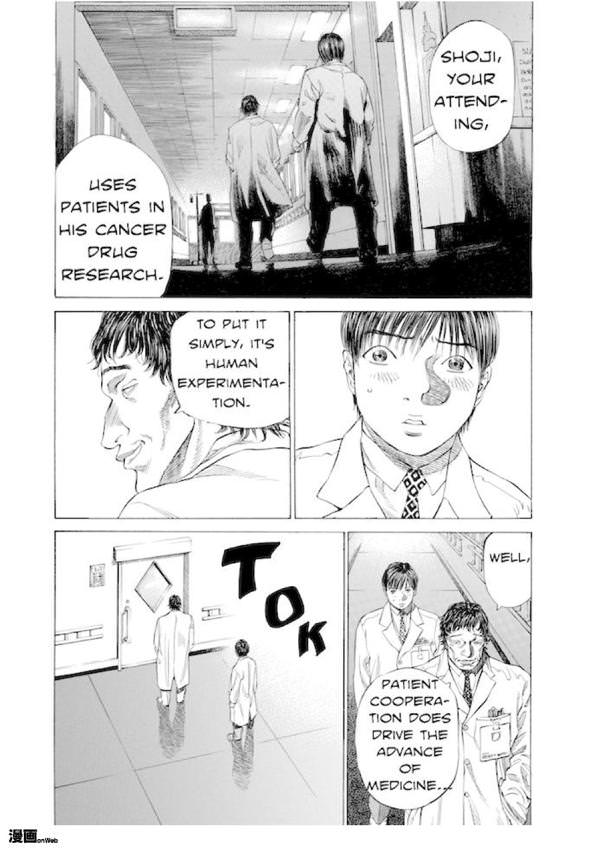 SHOJI,
YOUR
ATTEND-
ING,
USES
PATIENTS IN
HIS CANCER
DRUG
RESEARCH.
TO PUT IT
SIMPLY, IT'S
HUMAN
EXPERIMENTA-
TION.
WELL,
PATIENT
COOPERA-
TION DOES
DRIVE THE
ADVANCE
OF
MEDICINE...
TOK
漫画onWeb